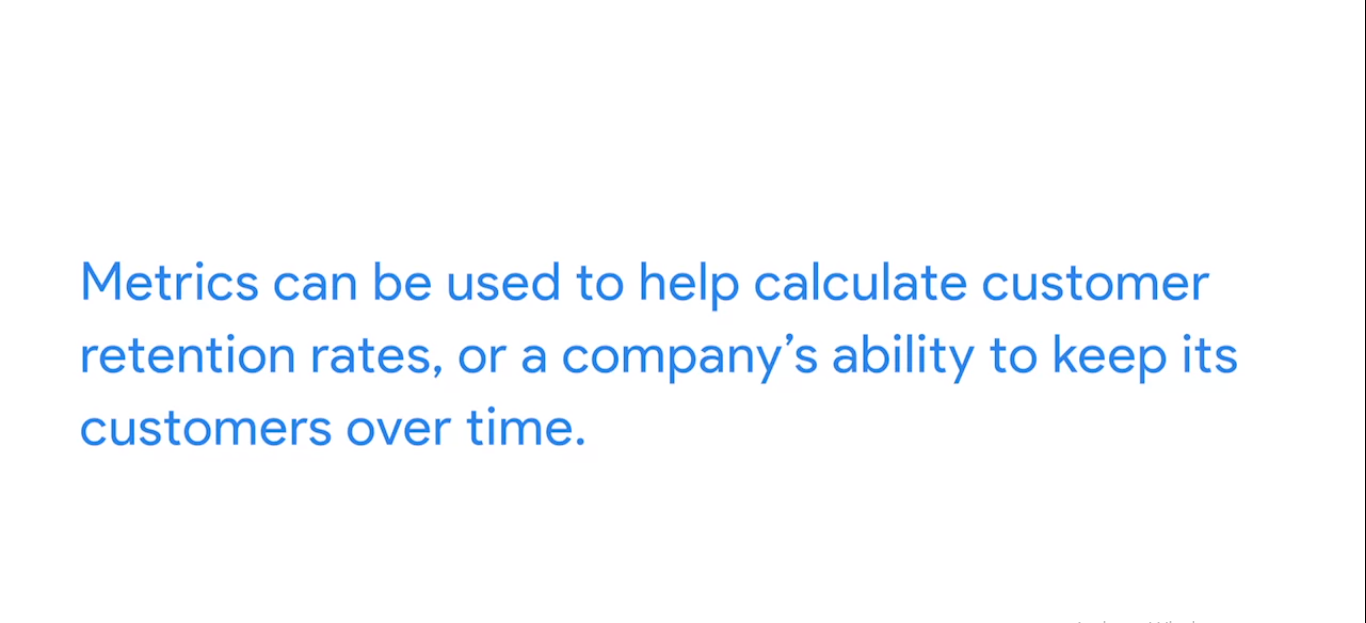 Metrics can be used to help calculate customer
retention rates, or a company’s ability to keep its
customers over time.